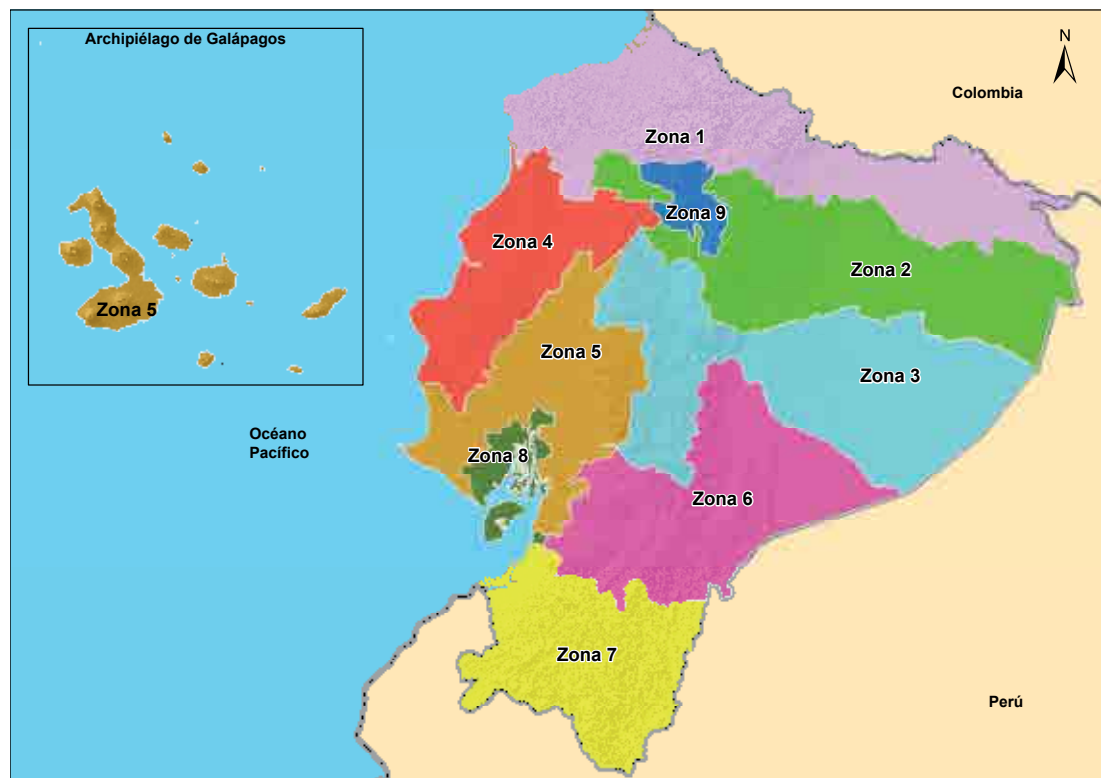 Archipiélago de Galápagos
N
Colombia
Zona 1
Zona 9
Zona 4
Zona 2
Zona 5
Zona 5
Zona 3
Océano
Pacífico
Zona 8
Zona 6
Zona 7
Perú